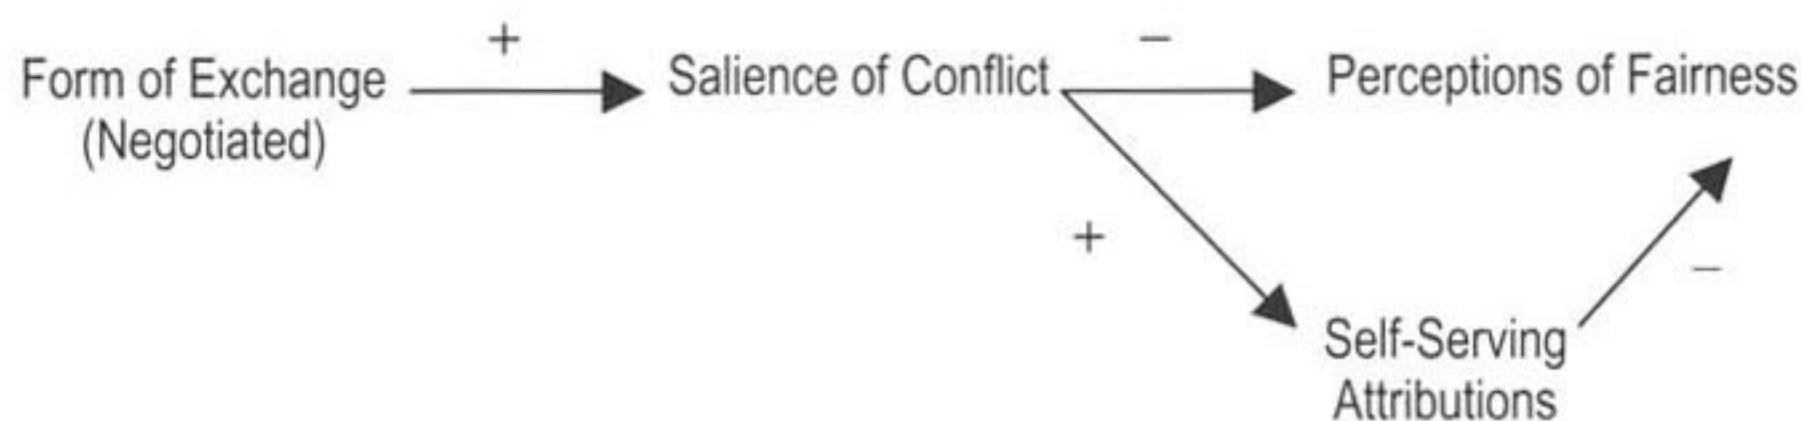 +
−
Form of Exchange
(Negotiated)
Salience of Conflict
Perceptions of Fairness
+
−
Self-Serving
Attributions